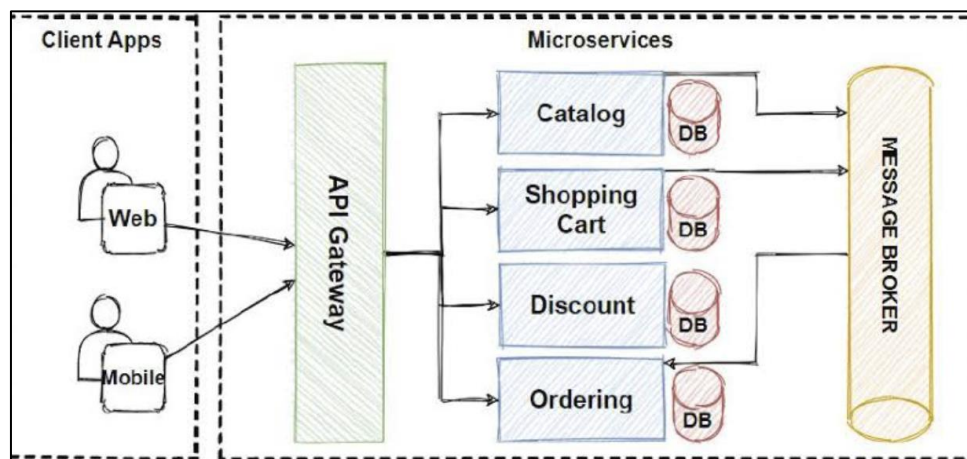 Client Apps
Microservices
Web
Mobile
API Gateway
Catalog
DB
Shopping
Cart
DB
Discount
DB
Ordering
DB
MESSAGE BROKER